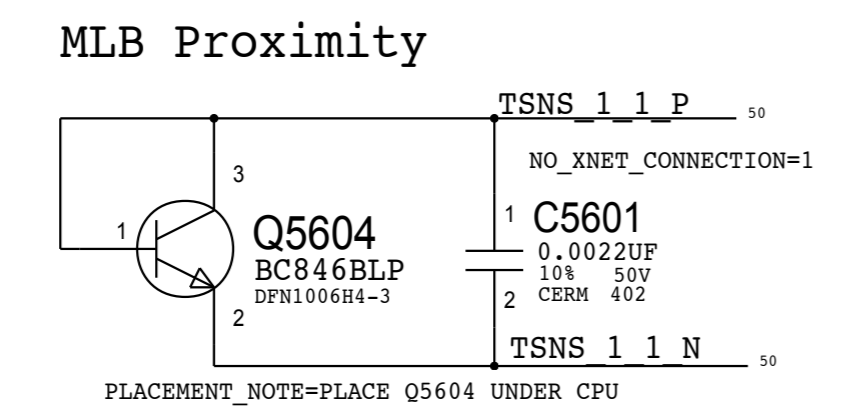 MLB Proximity
TSNS_1_1_P 50
NO_XNET_CONNECTION=1
3
1
1 C5601
Q5604
0.0022UF
BC846BLP
10% 50V
DFN1006H4-3
2 CERM 402
2
TSNS_1_1_N 50
PLACEMENT_NOTE=PLACE Q5604 UNDER CPU